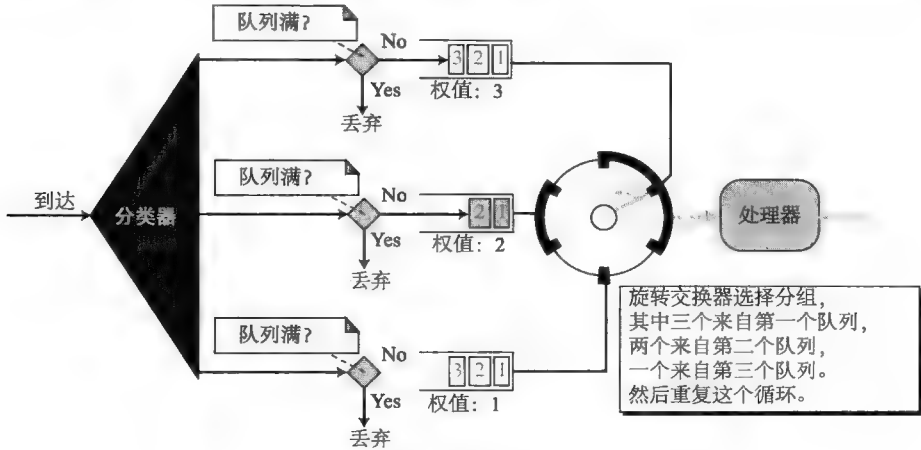 队列满?
No
3 2 1
Yes
权值: 3
丢弃
到达
分类器
队列满?
No
2 1
Yes
权值: 2
丢弃
处理器
队列满?
No
3 2 1
Yes
权值: 1
丢弃
旋转交换器选择分组,
其中三个来自第一个队列,
两个来自第二个队列,
一个来自第三个队列。
然后重复这个循环。